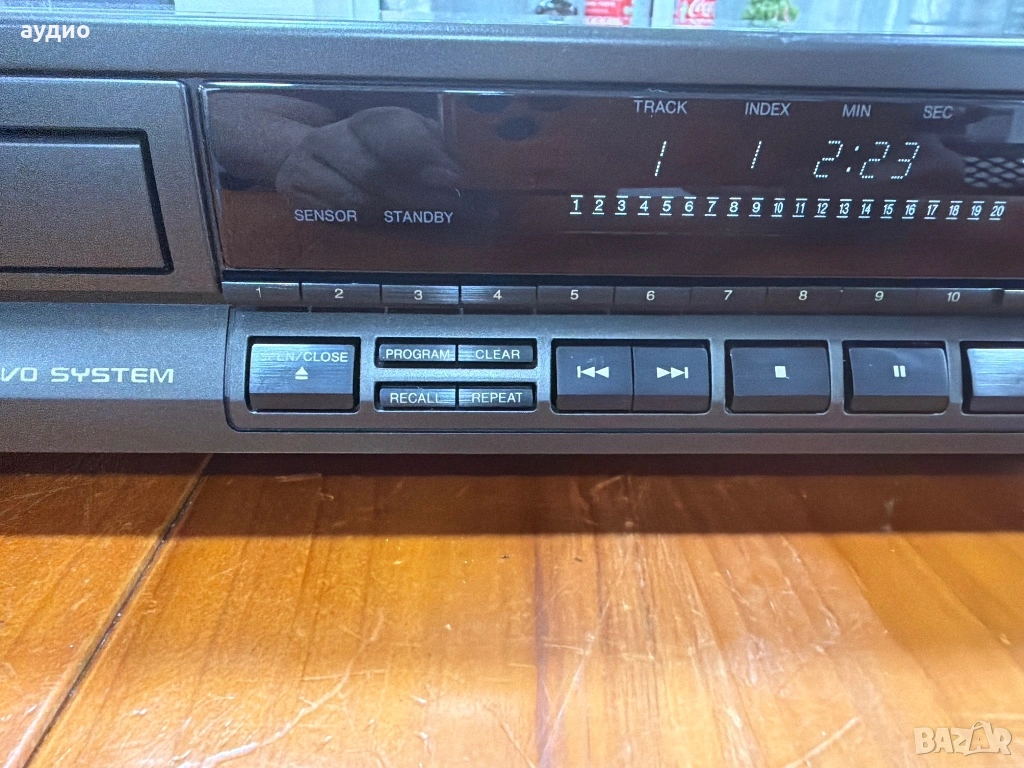 аудио
TRACK INDEX MIN SEC
1 1 2:23
1 2 3 4 5 6 7 8 9 10 11 12 13 14 15 16 17 18 19 20
SENSOR STANDBY
1 2 3 4 5 6 7 8 9 10
OPEN/CLOSE PROGRAM CLEAR
VO SYSTEM
RECALL REPEAT
BAZAR